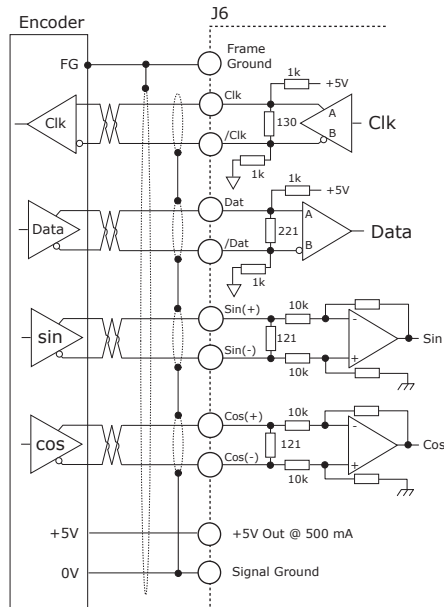 Encoder
J6
FG
Frame
Ground
1k
+5V
Clk
Clk
130
A
B
Clk
/Clk
1k
1k
+5V
Dat
Data
221
A
B
Data
/Dat
1k
Sin(+)
10k
-
sin
121
Sin
Sin(-)
+
10k
Cos(+)
10k
-
cos
121
Cos
Cos(-)
+
10k
+5V
+5V Out @ 500 mA
0V
Signal Ground